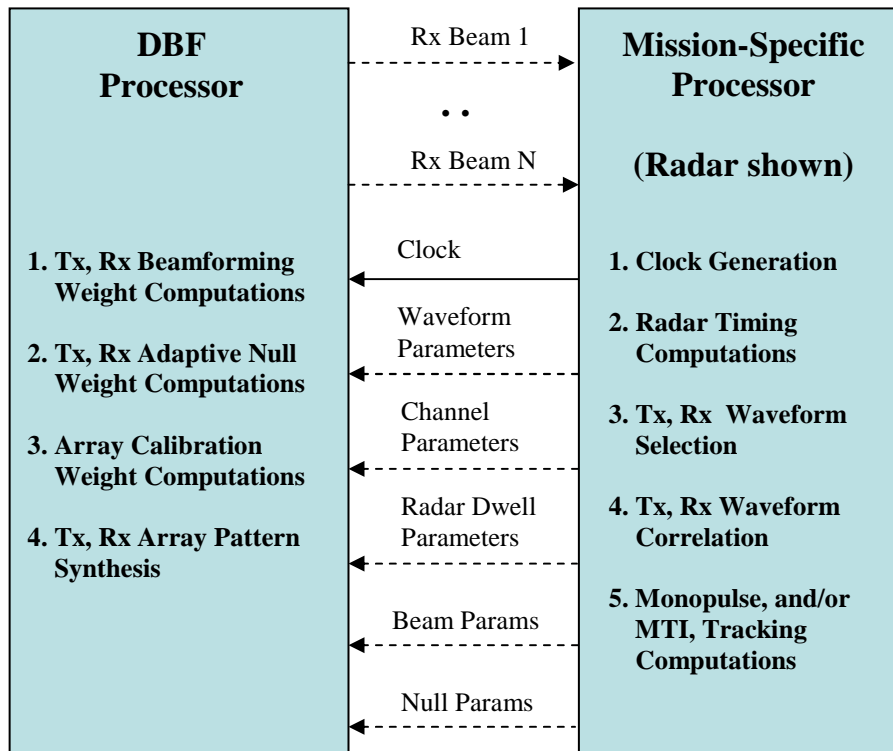 DBF
Processor
1. Tx, Rx Beamforming
Weight Computations
2. Tx, Rx Adaptive Null
Weight Computations
3. Array Calibration
Weight Computations
4. Tx, Rx Array Pattern
Synthesis
Rx Beam 1
. .
Rx Beam N
Clock
Waveform
Parameters
Channel
Parameters
Radar Dwell
Parameters
Beam Params
Null Params
Mission-Specific
Processor
(Radar shown)
1. Clock Generation
2. Radar Timing
Computations
3. Tx, Rx Waveform
Selection
4. Tx, Rx Waveform
Correlation
5. Monopulse, and/or
MTI, Tracking
Computations